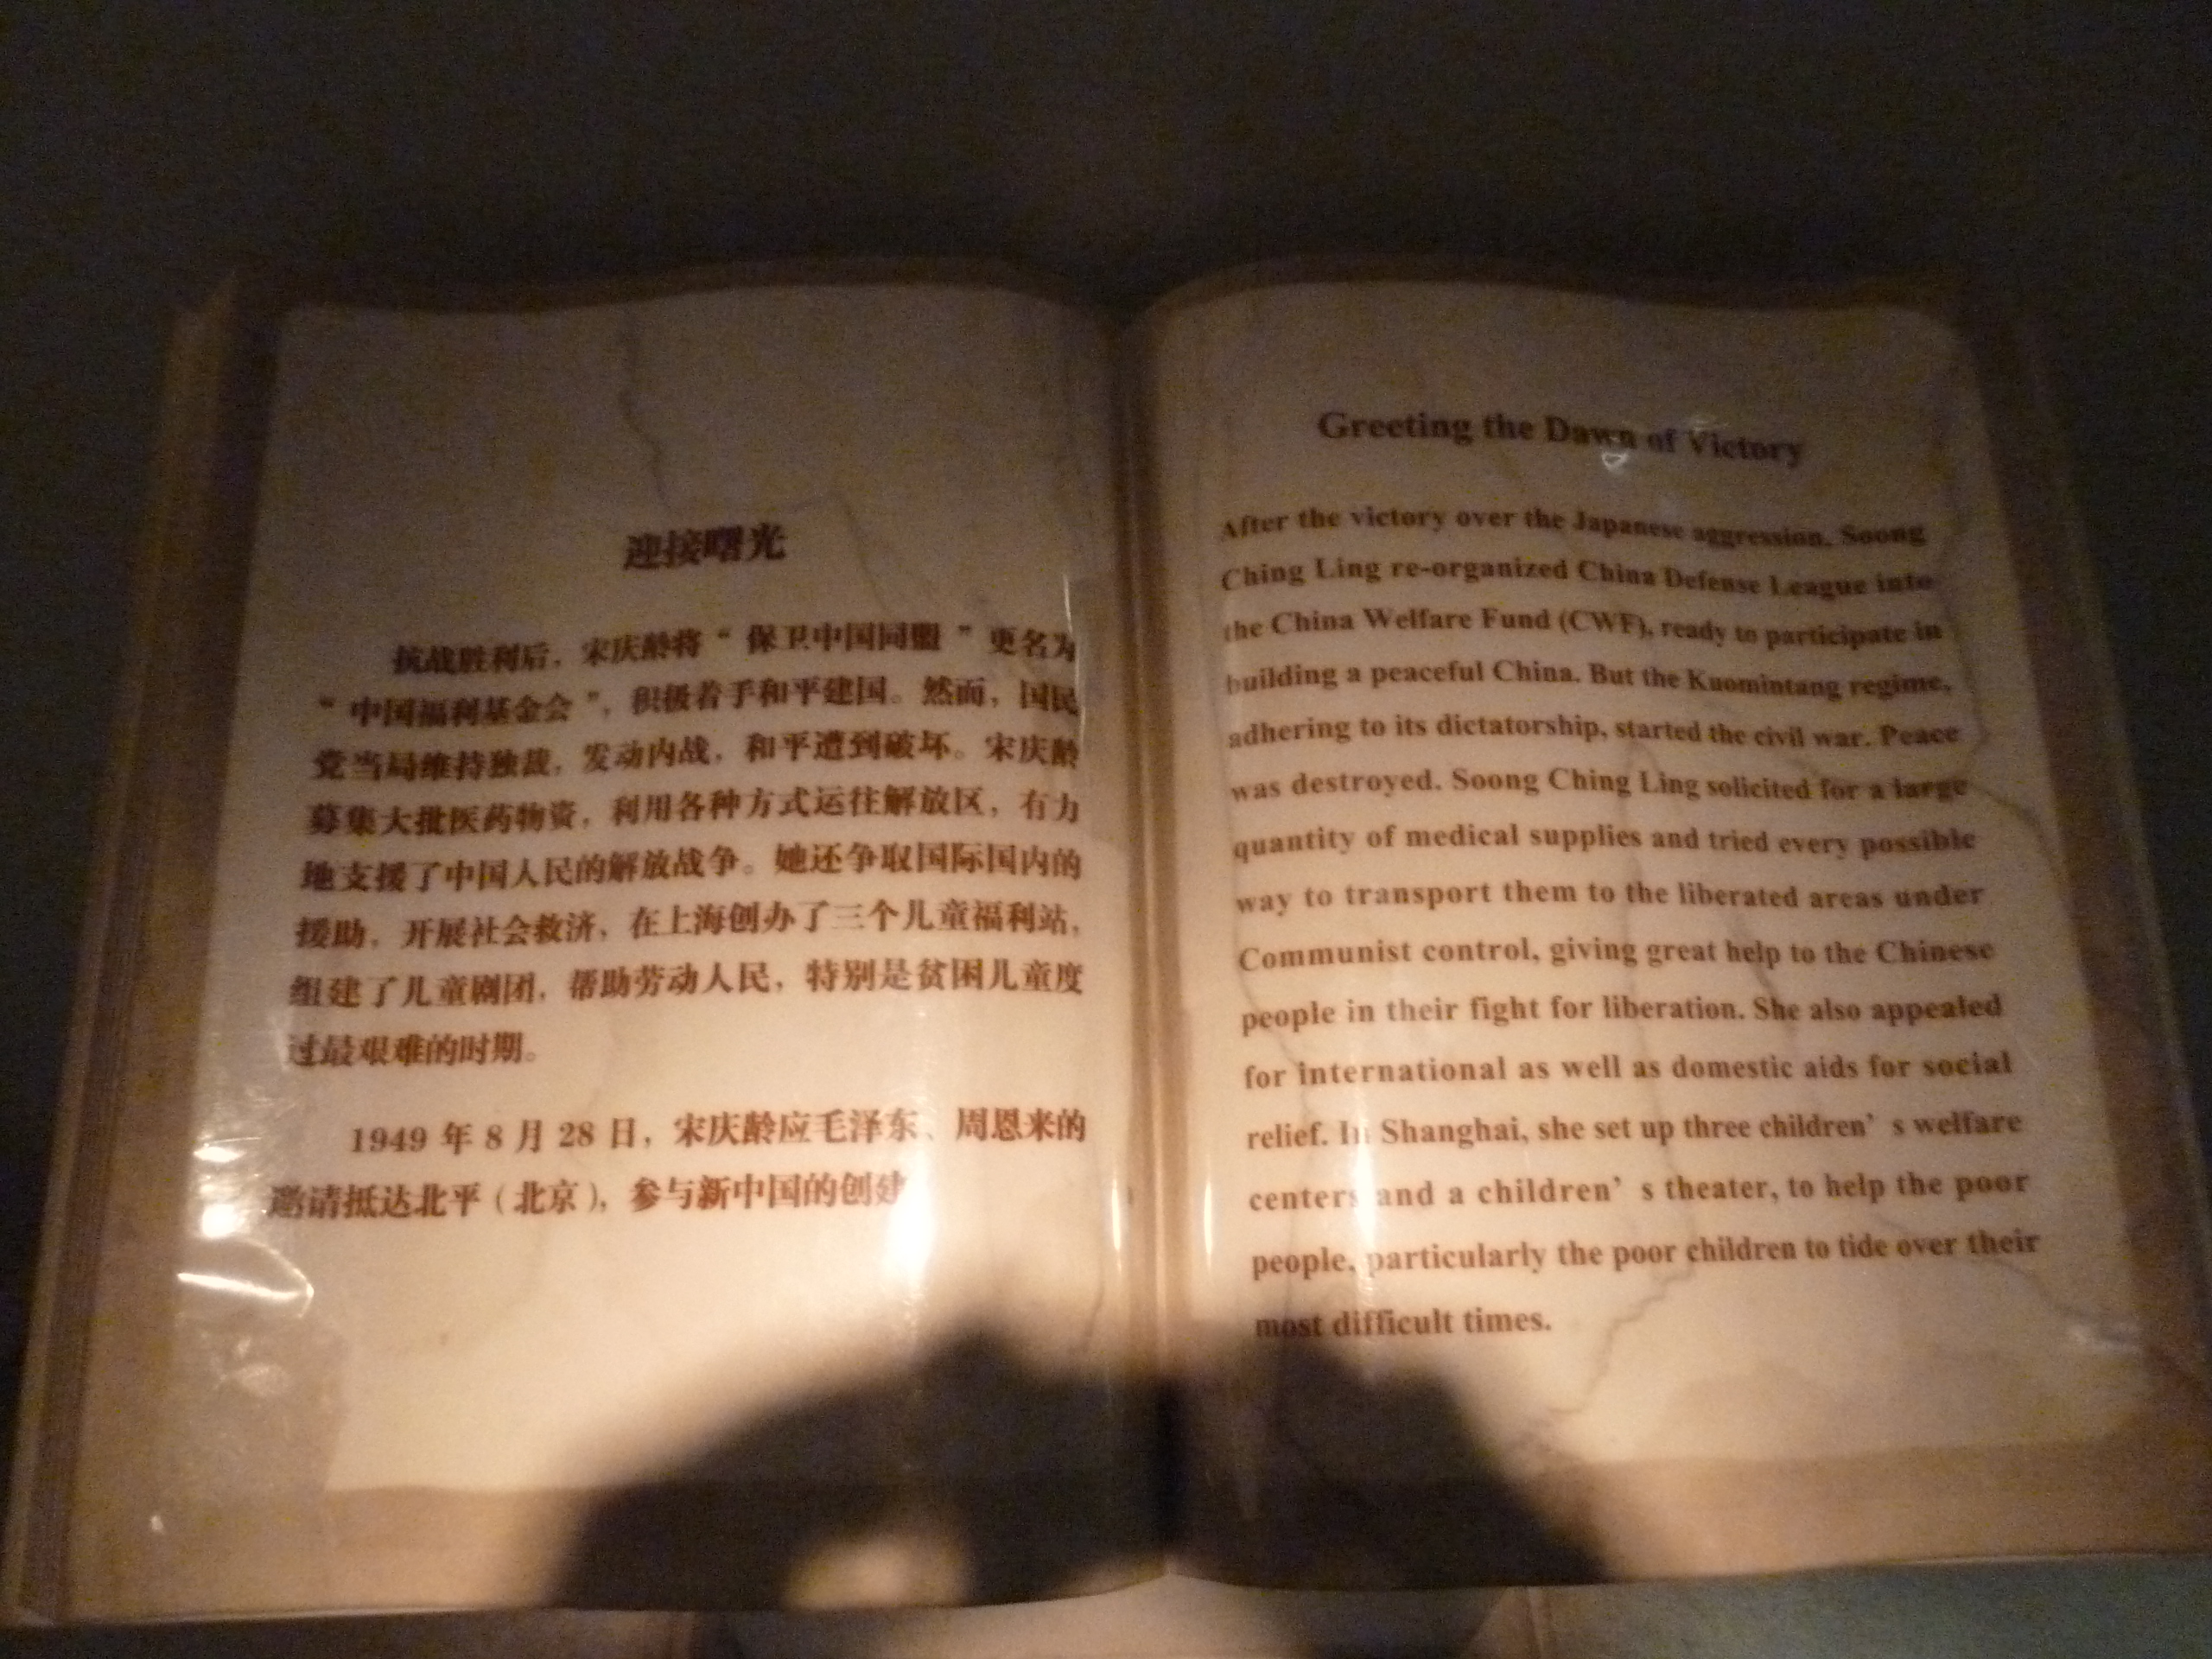 迎接曙光
抗战胜利后，宋庆龄将“保卫中国同盟”更名为
“中国福利基金会”，积极着手和平建国。然而，国民
党当局维持独裁，发动内战，和平遭到破坏。宋庆龄
募集大批医药物资，利用各种方式运往解放区，有力
地支援了中国人民的解放战争。她还争取国际国内的
援助，开展社会救济，在上海创办了三个儿童福利站，
组建了儿童剧团，帮助劳动人民，特别是贫困儿童度
过最艰难的时期。
1949 年 8 月 28 日，宋庆龄应毛泽东、周恩来的
邀请抵达北平（北京），参与新中国的创建
Greeting the Dawn of Victory
After the victory over the Japanese aggression, Soong
Ching Ling re-organized China Defense League into
the China Welfare Fund (CWF), ready to participate in
building a peaceful China. But the Kuomintang regime,
adhering to its dictatorship, started the civil war. Peace
was destroyed. Soong Ching Ling solicited for a large
quantity of medical supplies and tried every possible
way to transport them to the liberated areas under
Communist control, giving great help to the Chinese
people in their fight for liberation. She also appealed
for international as well as domestic aids for social
relief. In Shanghai, she set up three children’ s welfare
centers and a children’ s theater, to help the poor
people, particularly the poor children to tide over their
most difficult times.